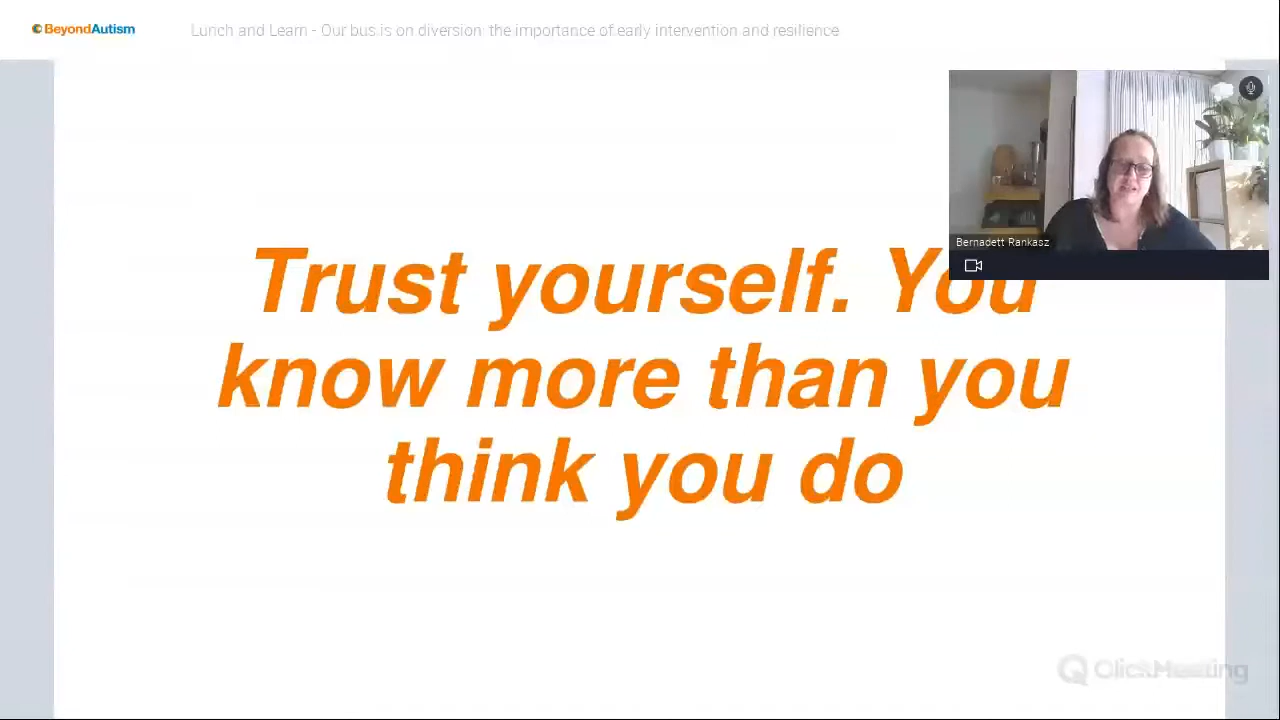 BeyondAutism
Lunch and Learn - Our bus is on diversion: the importance of early intervention and resilience
Bernadett Rankasz
Trust yourself. You
know more than you
think you do
ClickMeeting